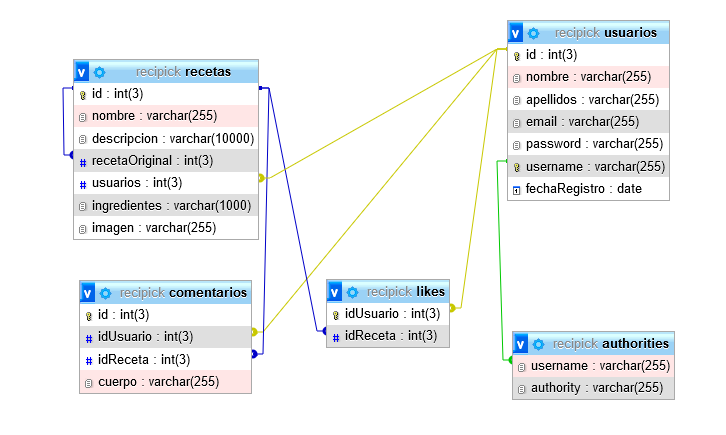 recipick recetas
id : int(3)
nombre : varchar(255)
descripcion : varchar(10000)
# recetaOriginal : int(3)
# usuarios : int(3)
ingredientes : varchar(1000)
imagen : varchar(255)
recipick usuarios
id : int(3)
nombre : varchar(255)
apellidos : varchar(255)
email : varchar(255)
password : varchar(255)
username : varchar(255)
fechaRegistro : date
recipick comentarios
id : int(3)
# idUsuario : int(3)
# idReceta : int(3)
cuerpo : varchar(255)
recipick likes
idUsuario : int(3)
# idReceta : int(3)
recipick authorities
username : varchar(255)
authority : varchar(255)